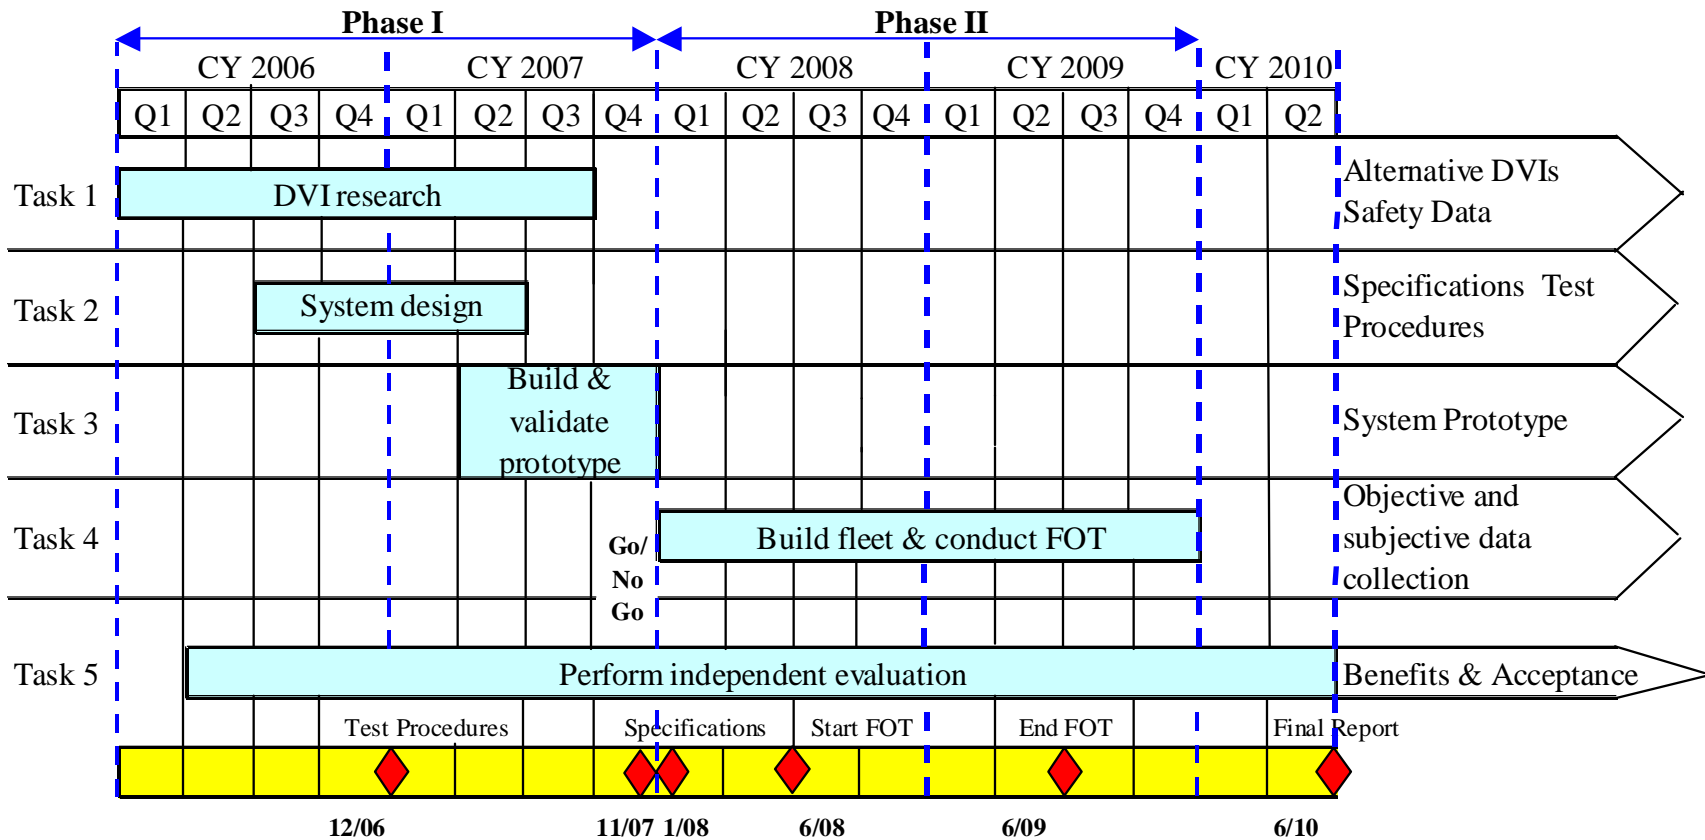 Phase I Phase II
CY 2006 CY 2007 CY 2008 CY 2009 CY 2010
Q1 Q2 Q3 Q4 Q1 Q2 Q3 Q4 Q1 Q2 Q3 Q4 Q1 Q2 Q3 Q4 Q1 Q2
Task 1 DVI research
Alternative DVIs
Safety Data
Task 2 System design
Specifications Test
Procedures
Task 3
Build &
validate
prototype
System Prototype
Task 4
Go/
No
Go
Build fleet & conduct FOT
Objective and
subjective data
collection
Task 5 Perform independent evaluation Benefits & Acceptance
Test Procedures Specifications Start FOT End FOT Final Report
12/06 11/07 1/08 6/08 6/09 6/10